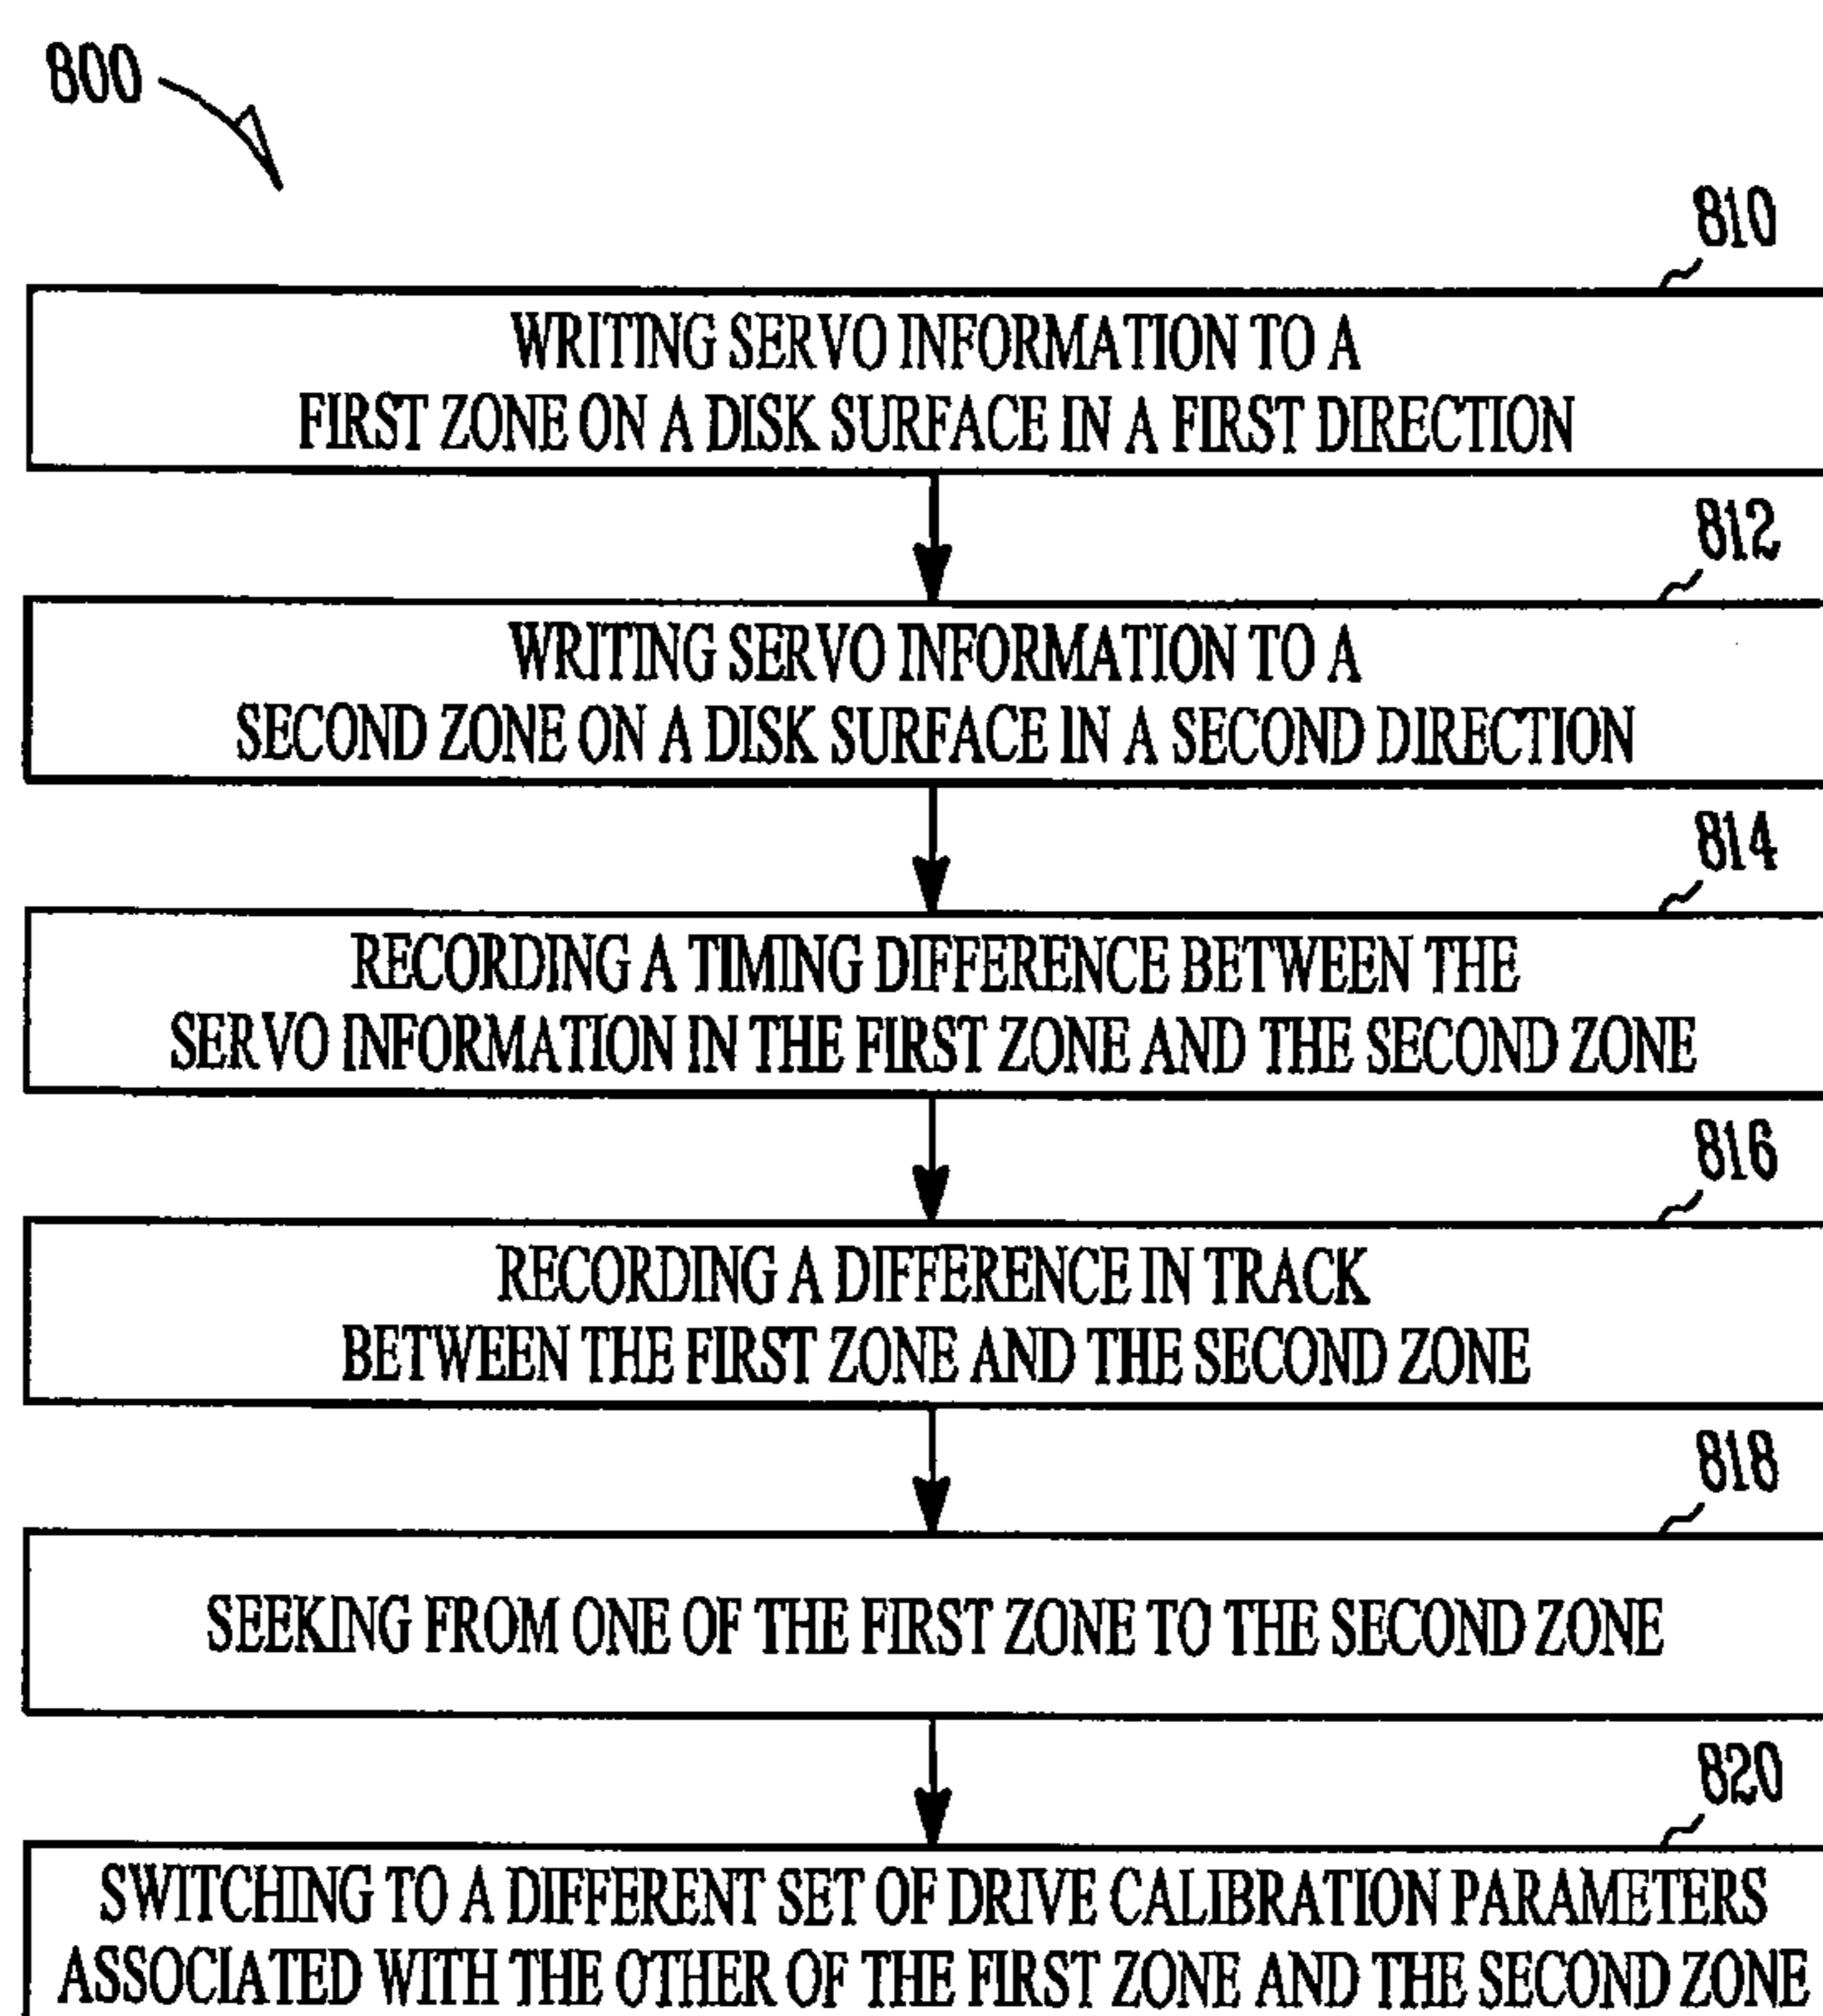 800
810
WRITING SERVO INFORMATION TO A
FIRST ZONE ON A DISK SURFACE IN A FIRST DIRECTION
812
WRITING SERVO INFORMATION TO A
SECOND ZONE ON A DISK SURFACE IN A SECOND DIRECTION
814
RECORDING A TIMING DIFFERENCE BETWEEN THE
SERVO INFORMATION IN THE FIRST ZONE AND THE SECOND ZONE
816
RECORDING A DIFFERENCE IN TRACK
BETWEEN THE FIRST ZONE AND THE SECOND ZONE
818
SEEKING FROM ONE OF THE FIRST ZONE TO THE SECOND ZONE
820
SWITCHING TO A DIFFERENT SET OF DRIVE CALIBRATION PARAMETERS
ASSOCIATED WITH THE OTHER OF THE FIRST ZONE AND THE SECOND ZONE